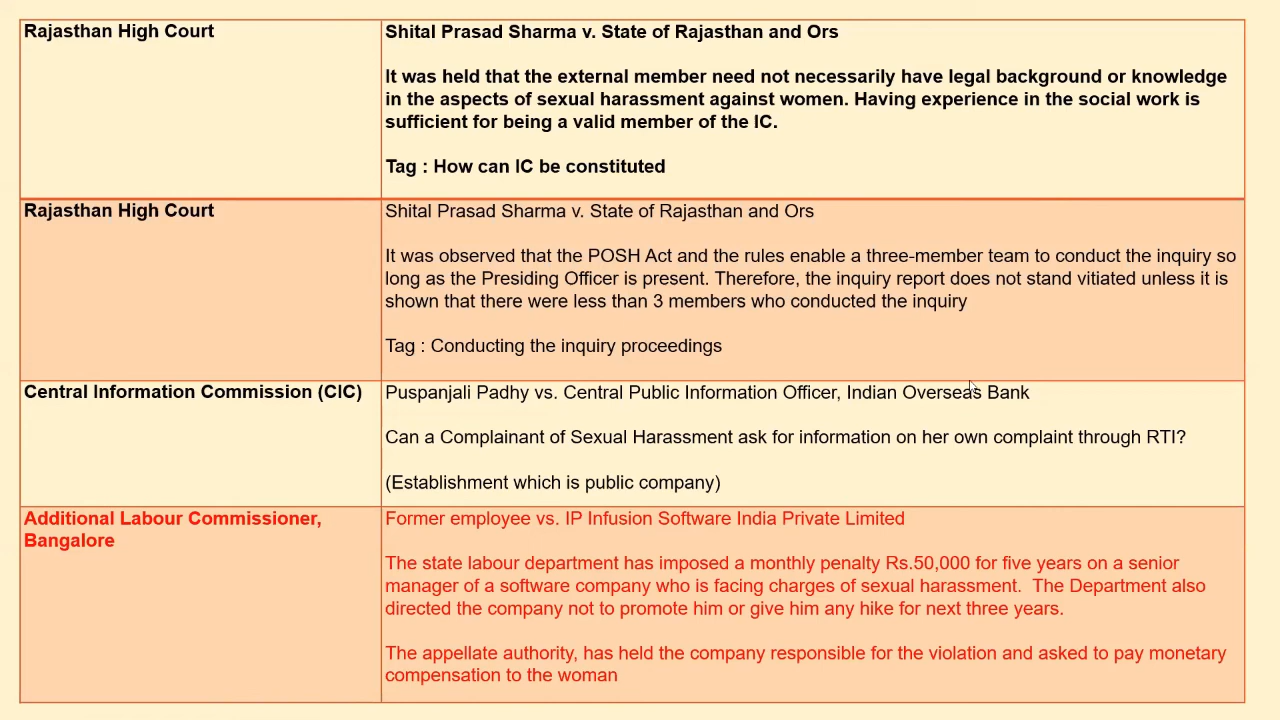 Rajasthan High Court
Shital Prasad Sharma v. State of Rajasthan and Ors
It was held that the external member need not necessarily have legal background or knowledge
in the aspects of sexual harassment against women. Having experience in the social work is
sufficient for being a valid member of the IC.
Tag : How can IC be constituted
Rajasthan High Court
Shital Prasad Sharma v. State of Rajasthan and Ors
It was observed that the POSH Act and the rules enable a three-member team to conduct the inquiry so
long as the Presiding Officer is present. Therefore, the inquiry report does not stand vitiated unless it is
shown that there were less than 3 members who conducted the inquiry
Tag : Conducting the inquiry proceedings
Central Information Commission (CIC)
Puspanjali Padhy vs. Central Public Information Officer, Indian Overseas Bank
Can a Complainant of Sexual Harassment ask for information on her own complaint through RTI?
(Establishment which is public company)
Additional Labour Commissioner,
Bangalore
Former employee vs. IP Infusion Software India Private Limited
The state labour department has imposed a monthly penalty Rs.50,000 for five years on a senior
manager of a software company who is facing charges of sexual harassment.  The Department also
directed the company not to promote him or give him any hike for next three years.
The appellate authority, has held the company responsible for the violation and asked to pay monetary
compensation to the woman